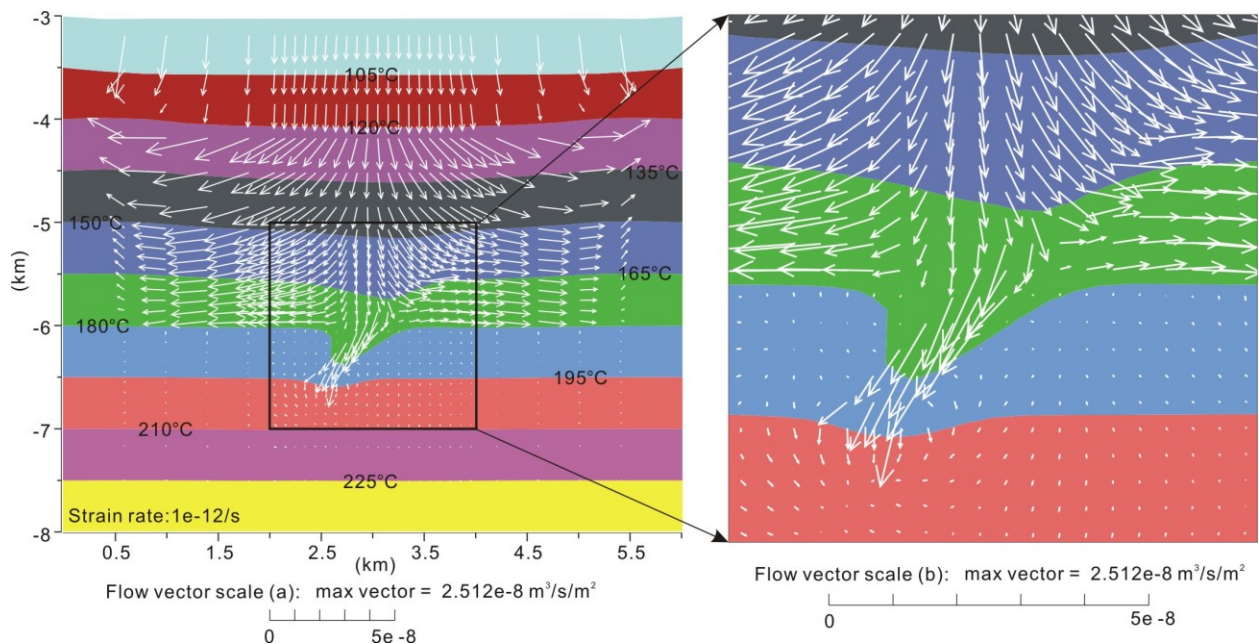 -3
105°C
-4
120°C
135°C
-5
150°C
(km)
165°C
-6
180°C
195°C
-7
210°C
225°C
Strain rate:1e-12/s
-8
0.5 1.5 2.5 3.5 4.5 5.5
(km)
Flow vector scale (a): max vector = 2.512e-8 m³/s/m²
0 5e -8
Flow vector scale (b): max vector = 2.512e-8 m³/s/m²
0 5e -8